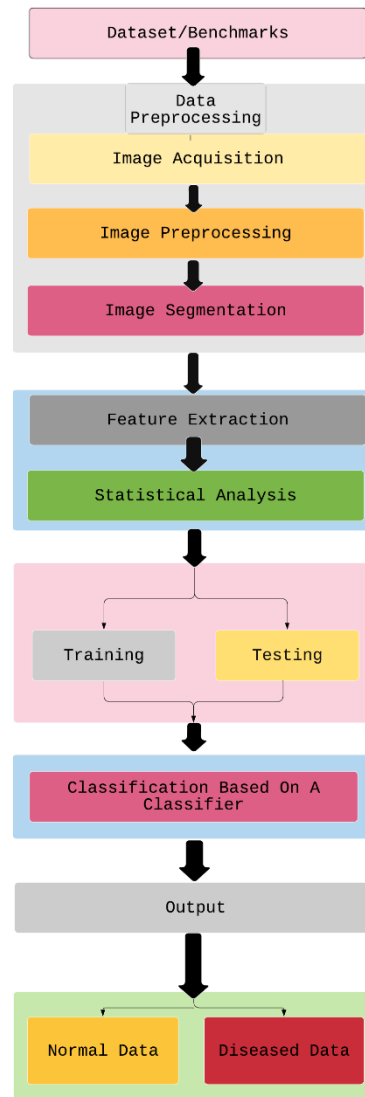 Dataset/Benchmarks
Data
Preprocessing
Image Acquisition
Image Preprocessing
Image Segmentation
Feature Extraction
Statistical Analysis
Training
Testing
Classification Based On A
Classifier
Output
Normal Data
Diseased Data